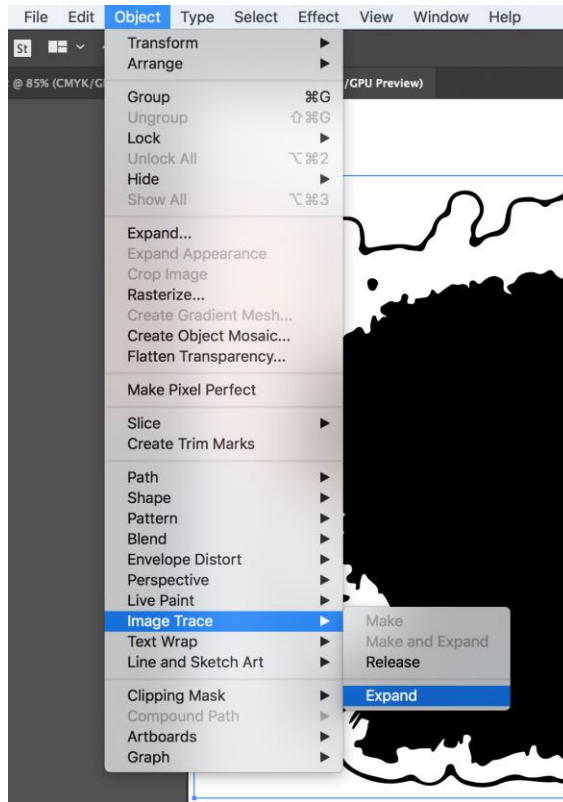 File Edit Object Type Select Effect View Window Help
St
@ 85% (CMYK/G
/GPU Preview)
Transform
Arrange
Group ⌘G
Ungroup ⇧⌘G
Lock
Unlock All ⌥⌘2
Hide
Show All ⌥⌘3
Expand...
Expand Appearance
Crop Image
Rasterize...
Create Gradient Mesh...
Create Object Mosaic...
Flatten Transparency...
Make Pixel Perfect
Slice
Create Trim Marks
Path
Shape
Pattern
Blend
Envelope Distort
Perspective
Live Paint
Image Trace
Make
Make and Expand
Release
Expand
Text Wrap
Line and Sketch Art
Clipping Mask
Compound Path
Artboards
Graph